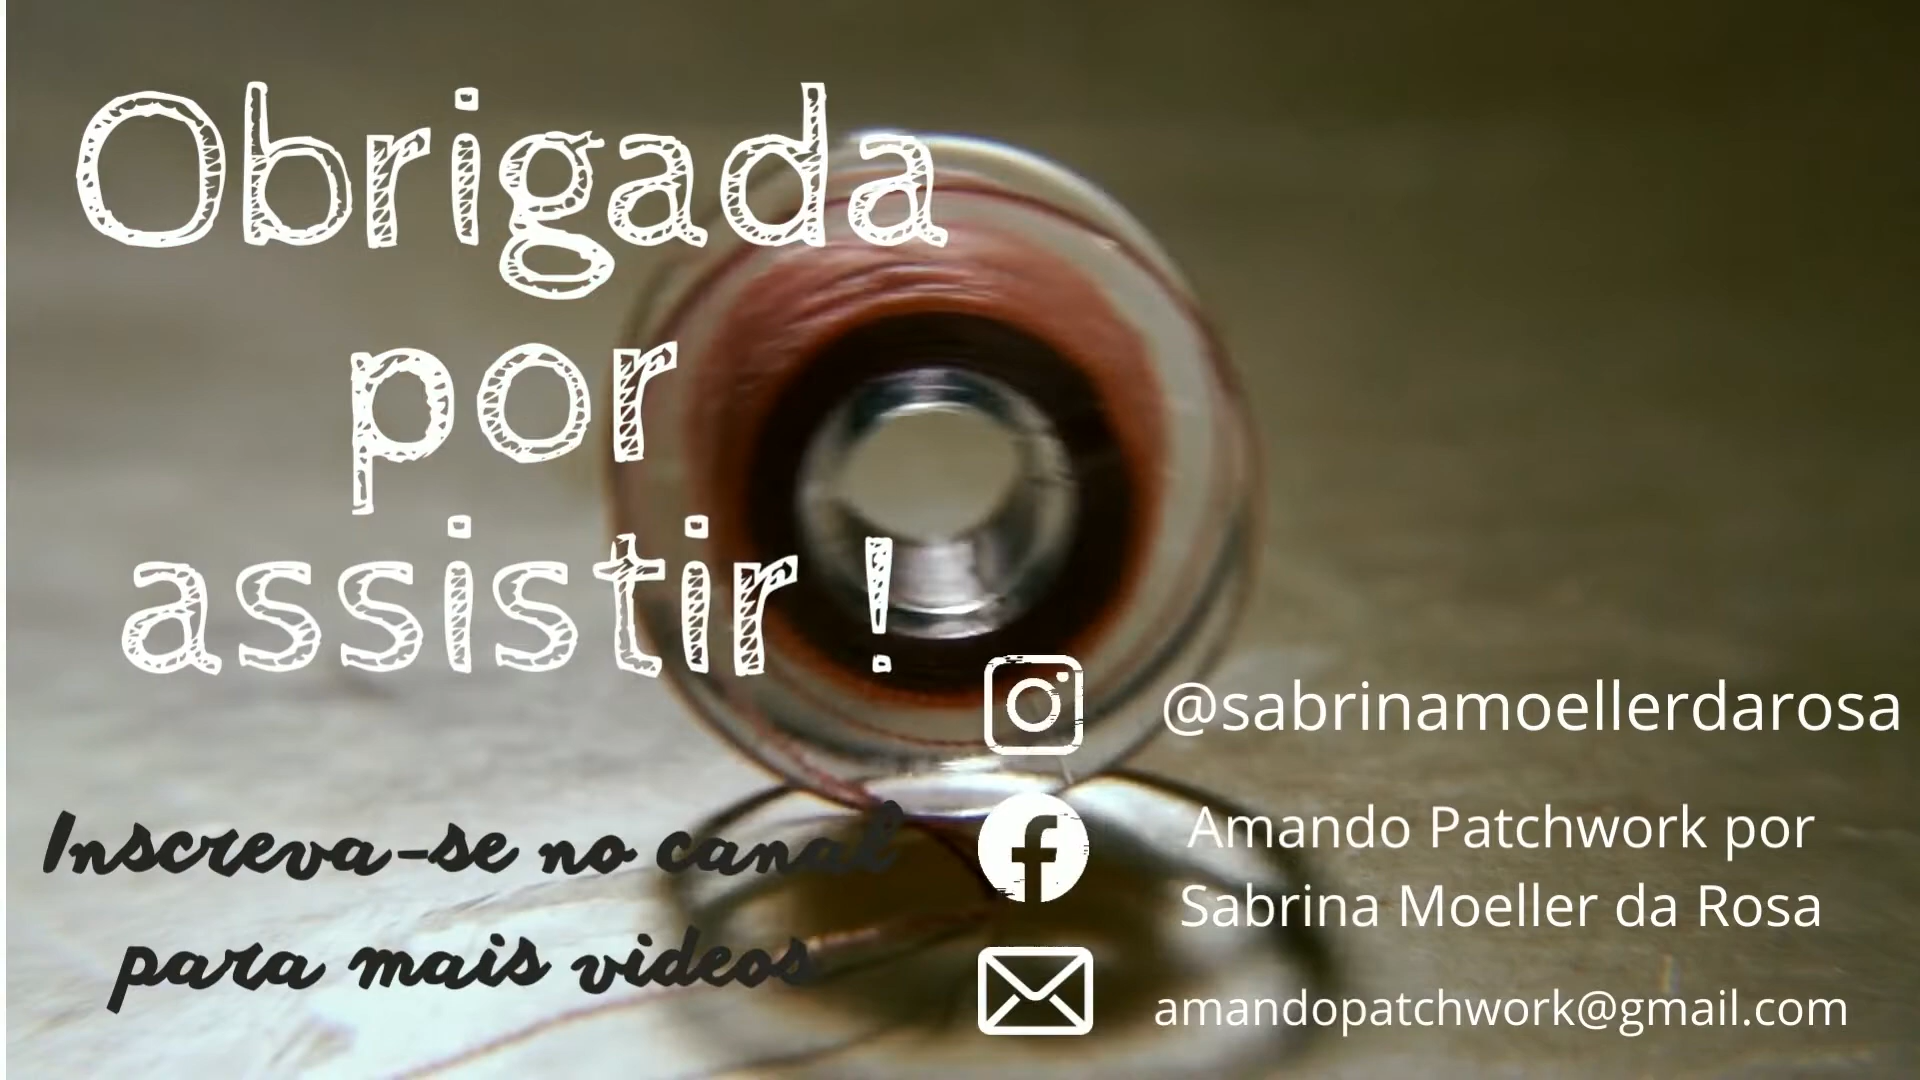 Obrigada
por
assistir !
Inscreva-se no canal
para mais videos
@sabrinamoellerdarosa
Amando Patchwork por
Sabrina Moeller da Rosa
amandopatchwork@gmail.com